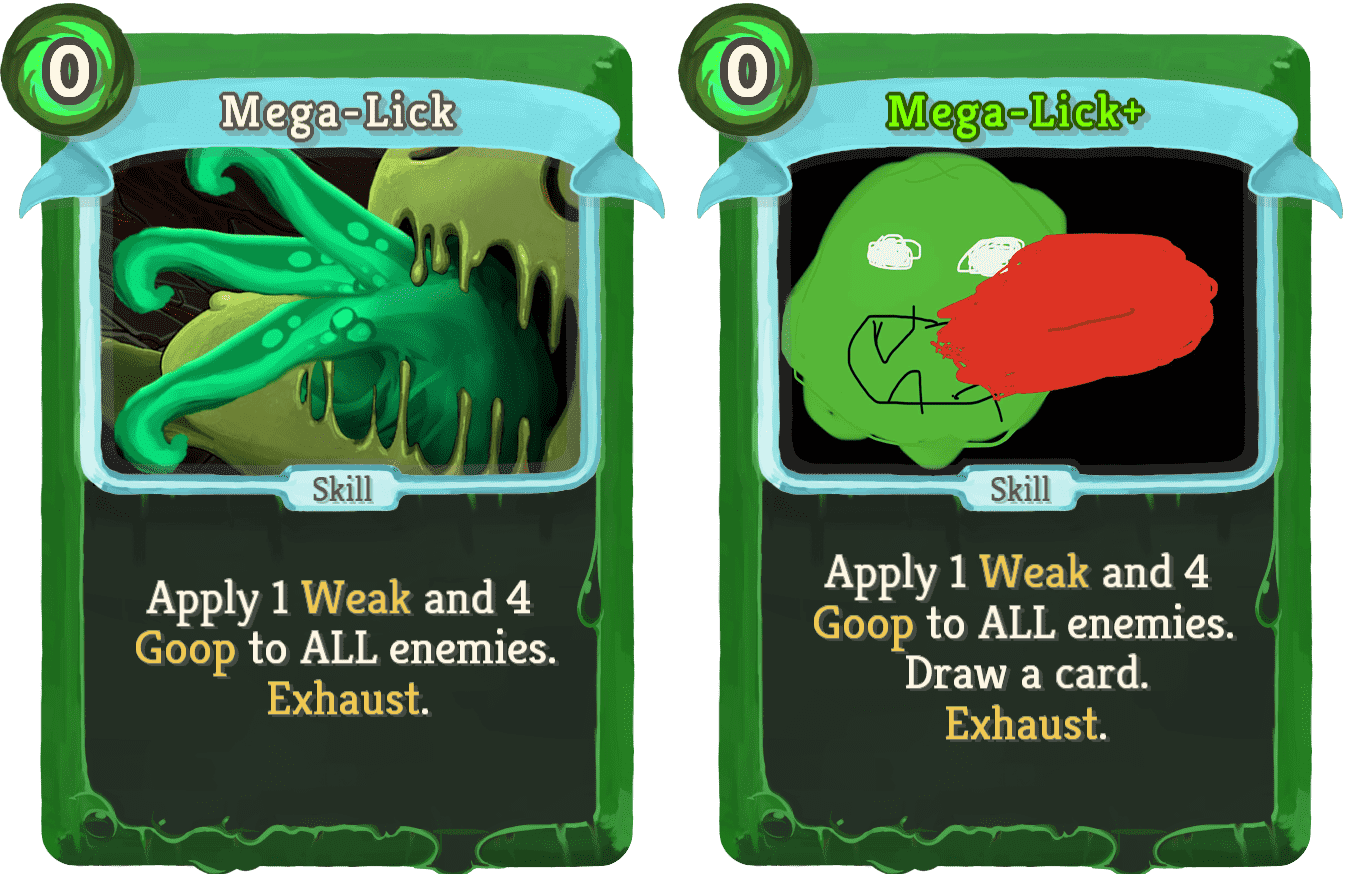 0
Mega-Lick
Skill
Apply 1 Weak and 4
Goop to ALL enemies.
Exhaust.
0
Mega-Lick+
Skill
Apply 1 Weak and 4
Goop to ALL enemies.
Draw a card.
Exhaust.